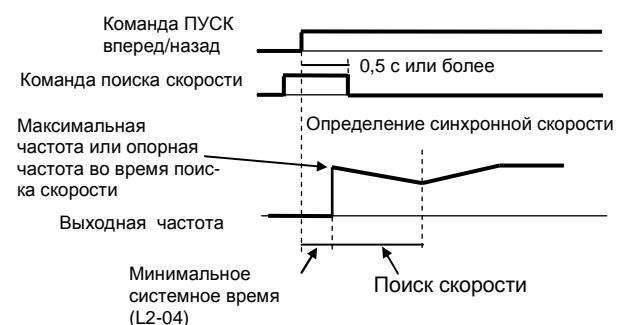 Команда ПУСК
вперед/назад
0,5 с или более
Команда поиска скорости
Максимальная
частота или опорная
частота во время поис-
ка скорости
Определение синхронной скорости
Выходная частота
Минимальное
системное время
(L2-04)
Поиск скорости